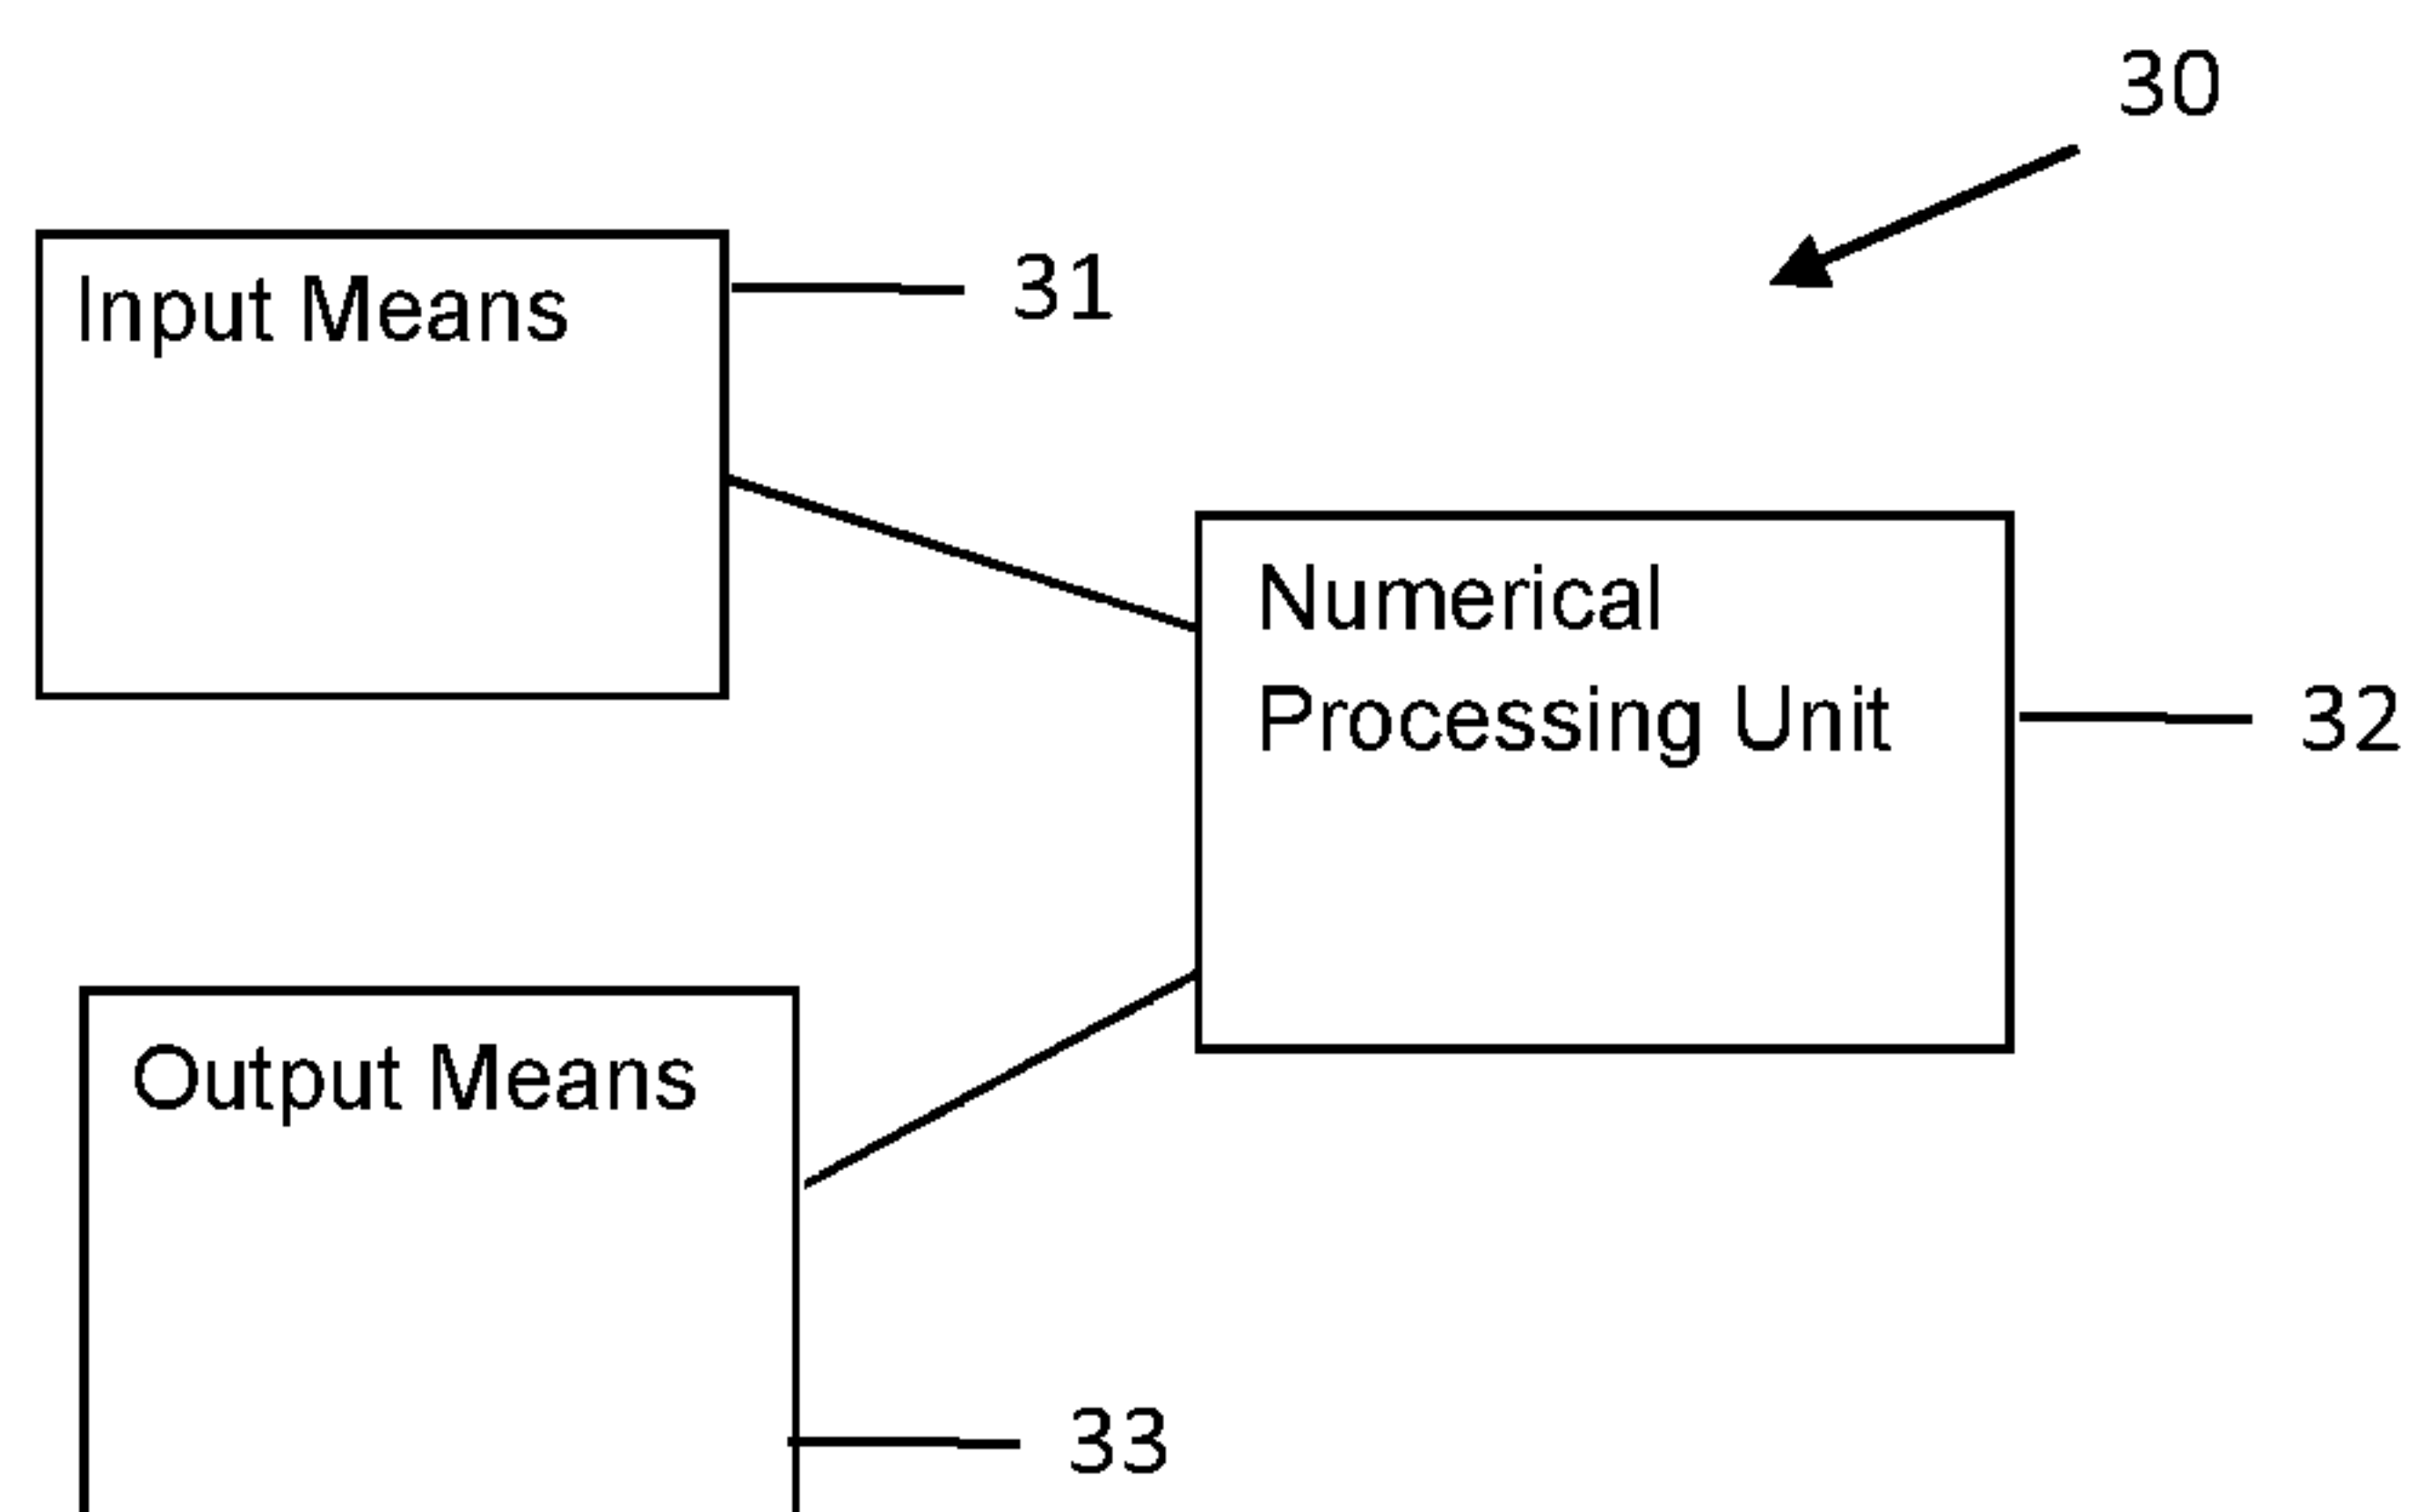 30
Input Means
31
Numerical
Processing Unit
32
Output Means
33